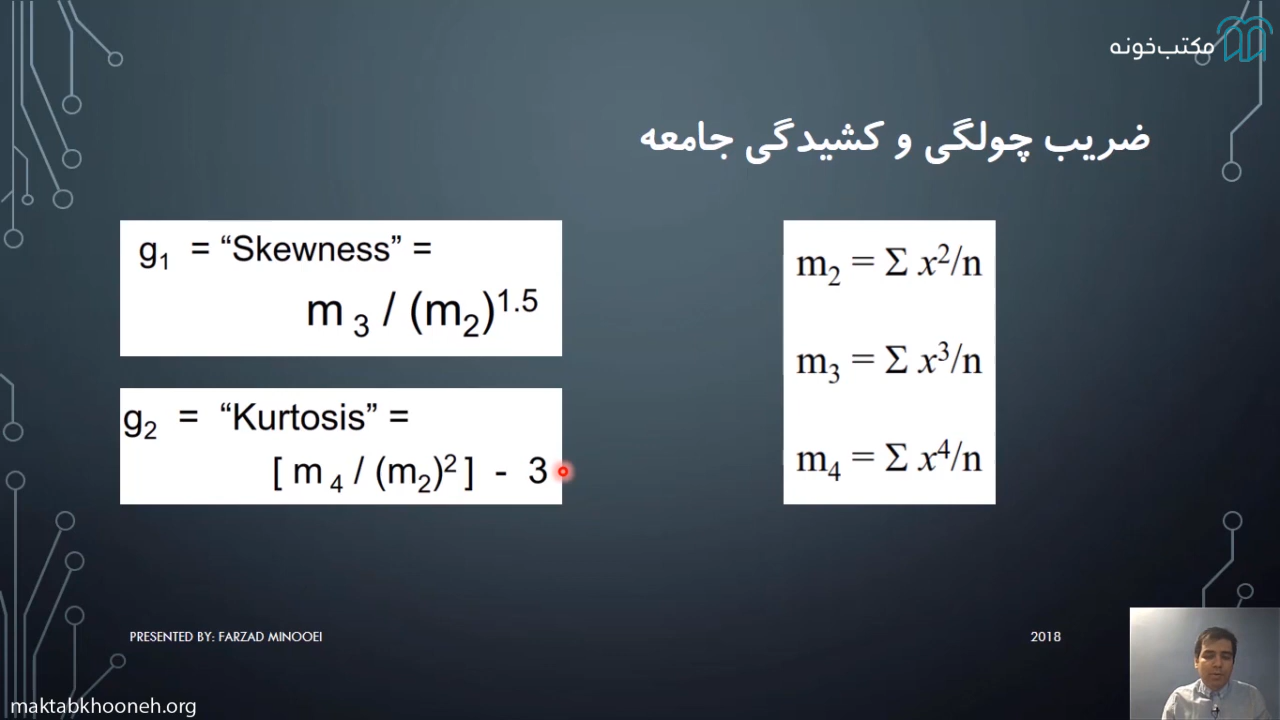 مکتب‌خونه
ضریب چولگی و کشیدگی جامعه
g₁ = “Skewness” =
m ₃ / (m₂)¹·⁵
g₂ = “Kurtosis” =
[ m ₄ / (m₂)² ] - 3
m₂ = Σ x²/n
m₃ = Σ x³/n
m₄ = Σ x⁴/n
PRESENTED BY: FARZAD MINOOEI
2018
maktabkhooneh.org